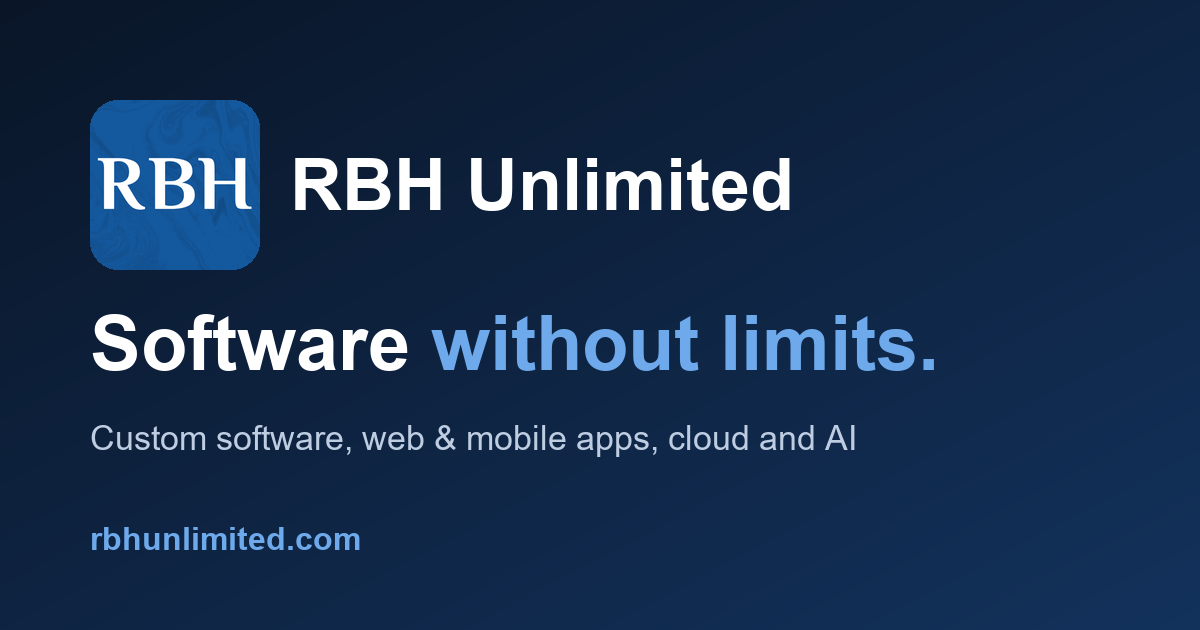 RBH
RBH Unlimited
Software without limits.
Custom software, web & mobile apps, cloud and AI
rbhunlimited.com